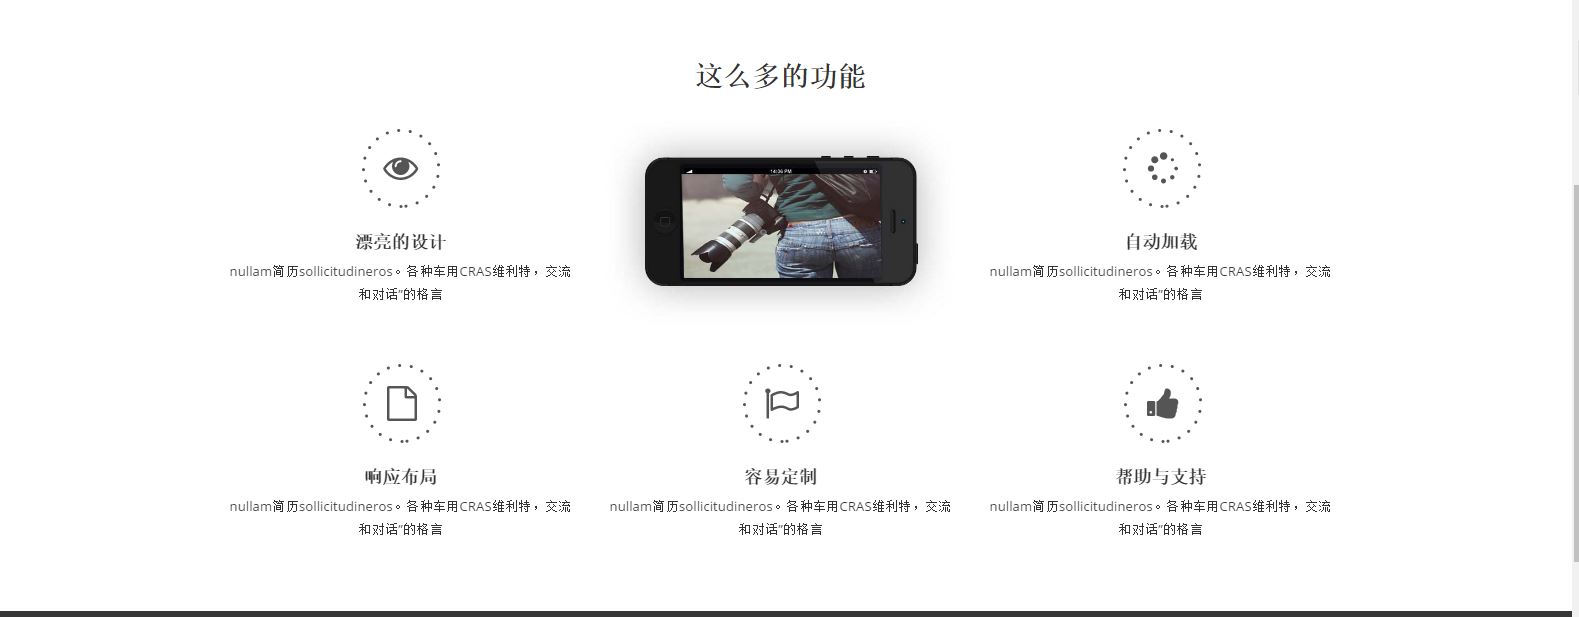 这么多的功能
14:06 PM
漂亮的设计
nullam简历sollicitudineros。各种车用CRAS维利特，交流
和对话”的格言
自动加载
nullam简历sollicitudineros。各种车用CRAS维利特，交流
和对话”的格言
响应布局
nullam简历sollicitudineros。各种车用CRAS维利特，交流
和对话”的格言
容易定制
nullam简历sollicitudineros。各种车用CRAS维利特，交流
和对话”的格言
帮助与支持
nullam简历sollicitudineros。各种车用CRAS维利特，交流
和对话”的格言